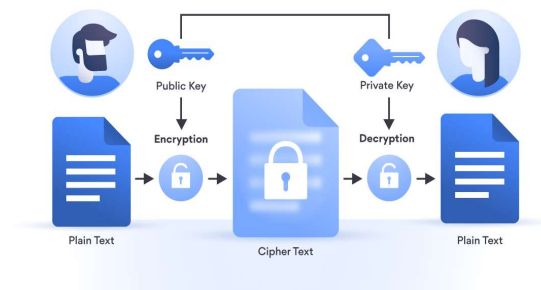 Public Key
Private Key
Encryption
Decryption
Plain Text
Cipher Text
Plain Text